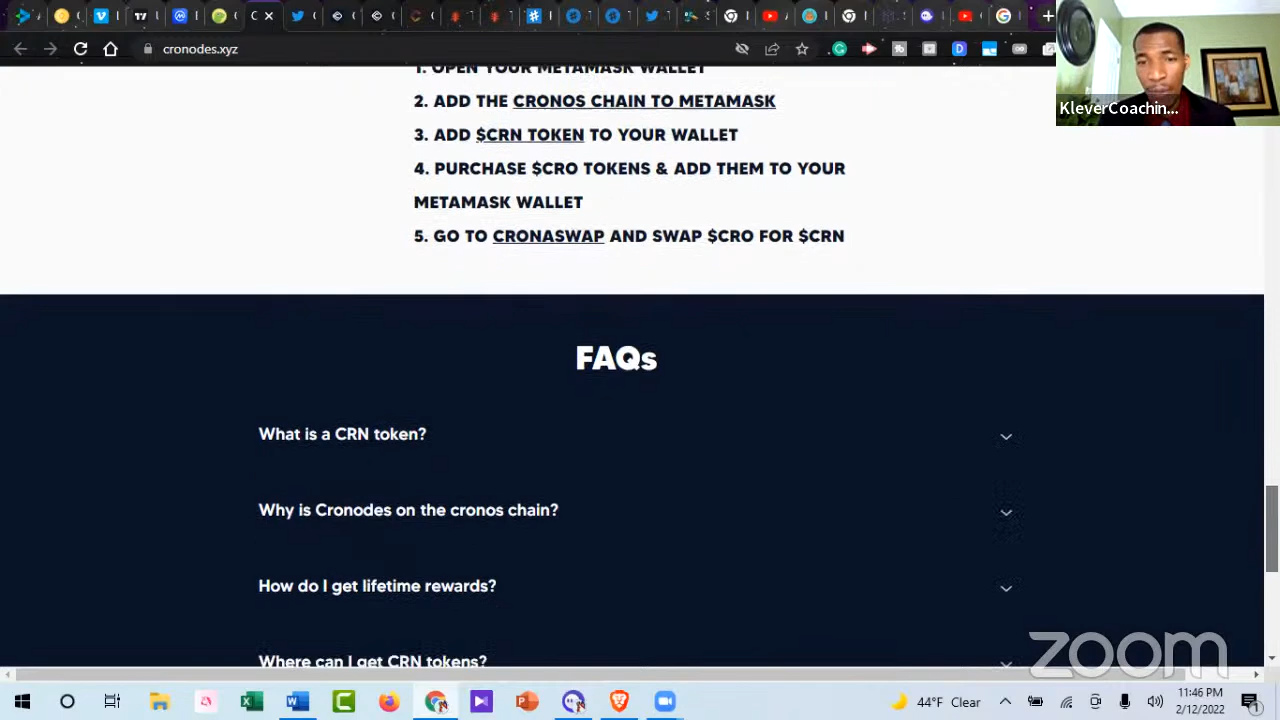 cronodes.xyz
KleverCoachin...
1. OPEN YOUR METAMASK WALLET
2. ADD THE CRONOS CHAIN TO METAMASK
3. ADD $CRN TOKEN TO YOUR WALLET
4. PURCHASE $CRO TOKENS & ADD THEM TO YOUR
METAMASK WALLET
5. GO TO CRONASWAP AND SWAP $CRO FOR $CRN
FAQs
What is a CRN token?
Why is Cronodes on the cronos chain?
How do I get lifetime rewards?
Where can I get CRN tokens?
zoom
44°F Clear
11:46 PM
2/12/2022